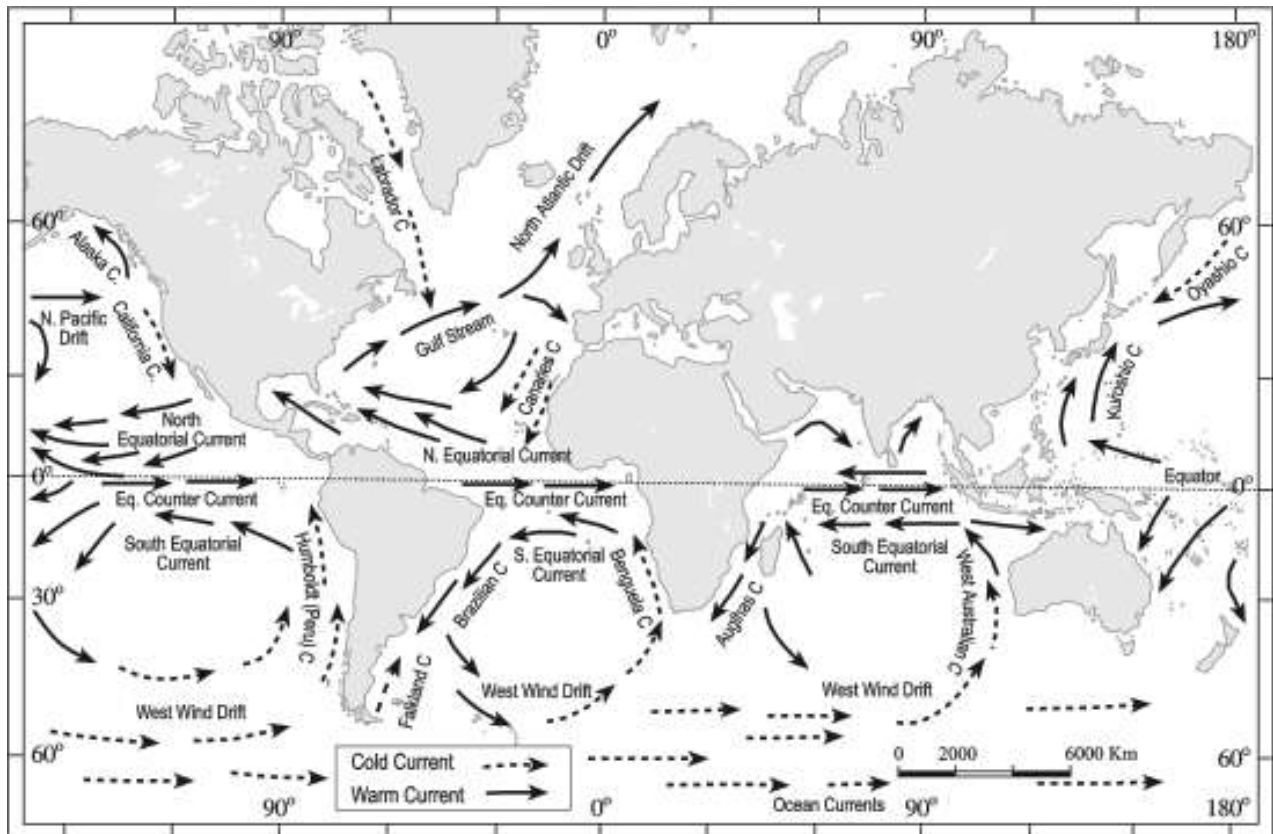 90°
0°
90°
180°
60°
60°
Labrador C
North Atlantic Drift
Alaska C.
Oyashio C
N. Pacific
Drift
California C.
Gulf Stream
Canaries C
Kuroshio C
North
Equatorial Current
N. Equatorial Current
Equator
0°
0°
Eq. Counter Current
Eq. Counter Current
Eq. Counter Current
South Equatorial
Current
Humboldt (Peru) C
Brazilian C
S. Equatorial
Current
Benguela C
Auglhas C
South Equatorial
Current
West Australian C
30°
30°
Falkland C
West Wind Drift
West Wind Drift
West Wind Drift
60°
60°
Cold Current
Warm Current
0 2000 6000 Km
Ocean Currents
90°
0°
90°
180°